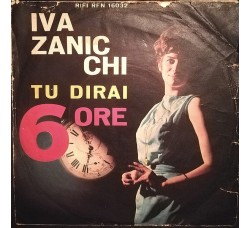 RIFI RFN 16032
IVA
ZANIC
CHI
TU DIRAI
6 ORE